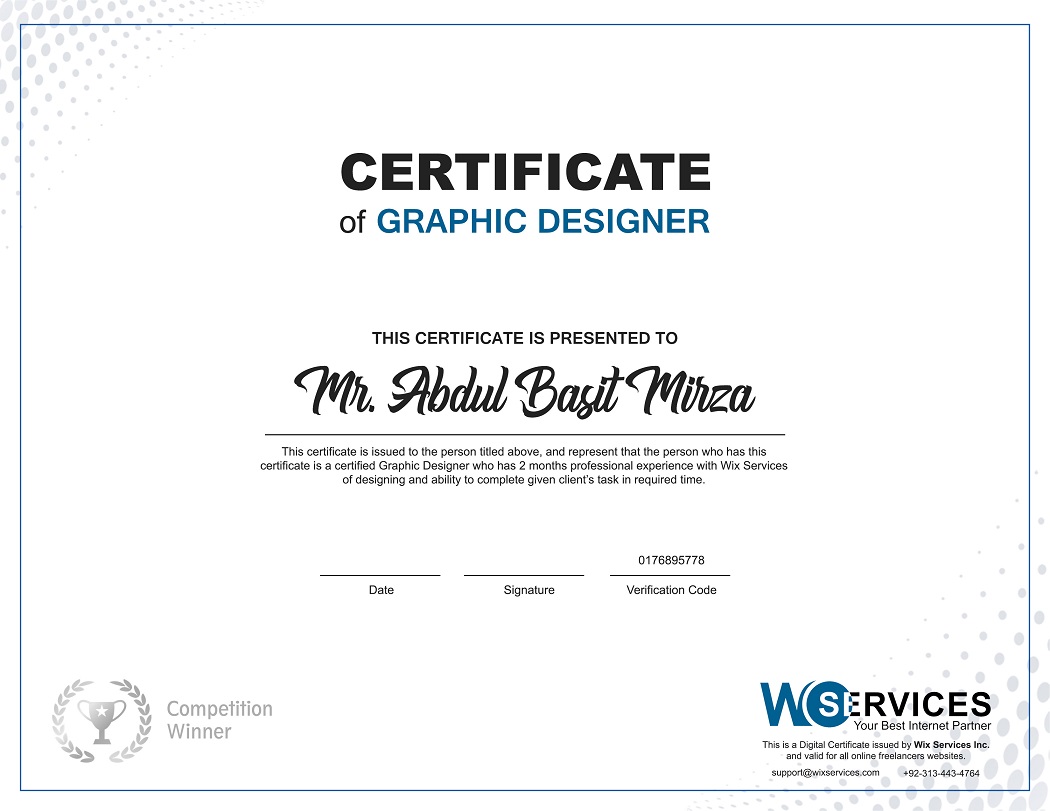 CERTIFICATE
of GRAPHIC DESIGNER
THIS CERTIFICATE IS PRESENTED TO
Mr. Abdul Basit Mirza
This certificate is issued to the person titled above, and represent that the person who has this
certificate is a certified Graphic Designer who has 2 months professional experience with Wix Services
of designing and ability to complete given client's task in required time.
0176895778
Date Signature Verification Code
Competition
Winner
W SERVICES
Your Best Internet Partner
This is a Digital Certificate issued by Wix Services Inc.
and valid for all online freelancers websites.
support@wixservices.com +92-313-443-4764